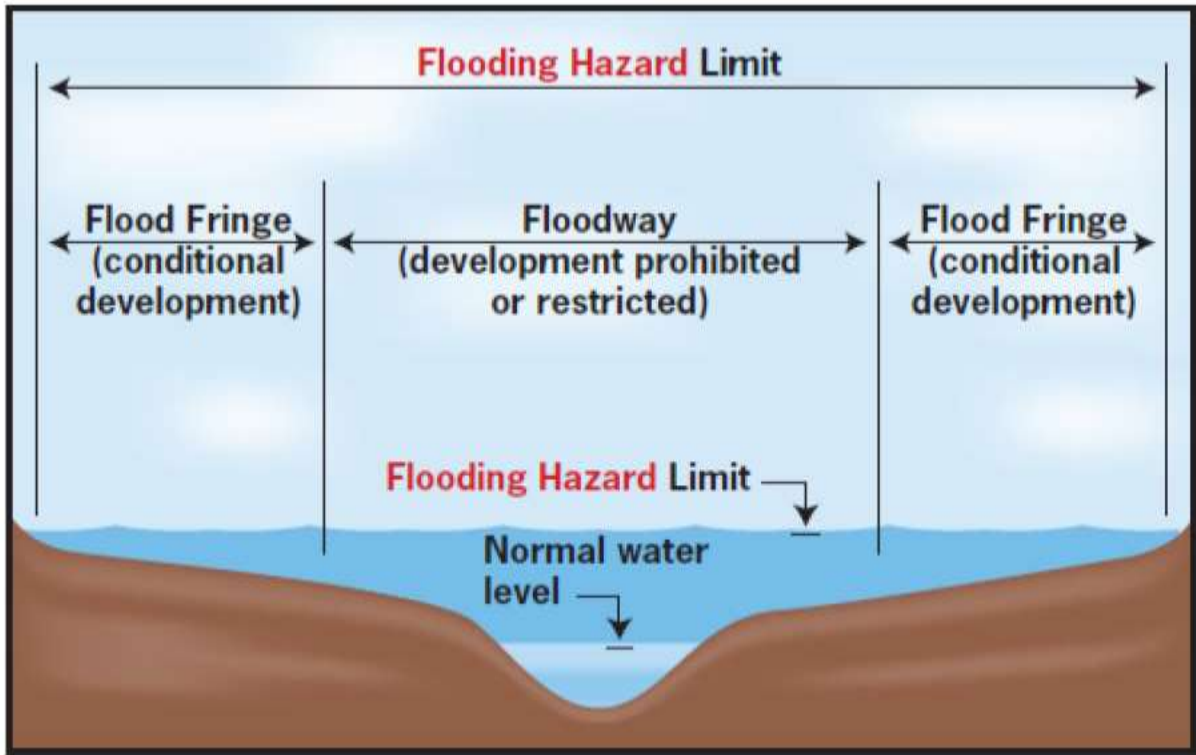 Flooding Hazard Limit
Flood Fringe
(conditional
development)
Floodway
(development prohibited
or restricted)
Flood Fringe
(conditional
development)
Flooding Hazard Limit
Normal water
level